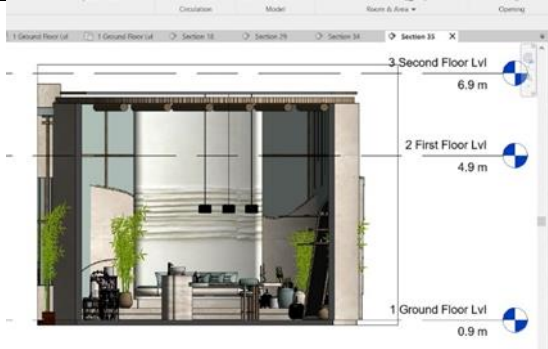 Circulation
Model
Room & Area
Opening
1 Ground Floor Lvl
1 Ground Floor Lvl
Section 18
Section 29
Section 34
Section 35 X
3 Second Floor Lvl
6.9 m
2 First Floor Lvl
4.9 m
1 Ground Floor Lvl
0.9 m